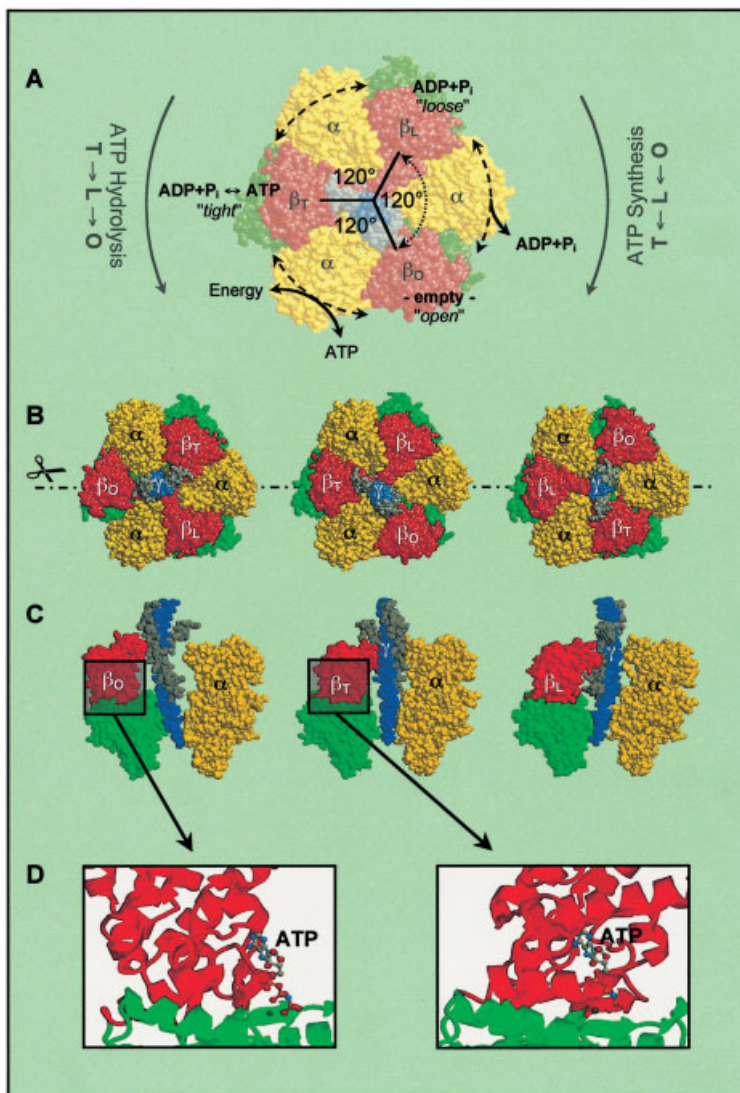 A
ATP Hydrolysis
T → L → O
ADP+Pi
"loose"
α
βL
ADP+Pi ↔ ATP
"tight"
βT
120°
120°
120°
α
ADP+Pi
α
βO
Energy
- empty -
"open"
ATP
ATP Synthesis
T ← L ← O
B
α
βT
βO
γ
α
α
βL
α
βL
βT
γ
α
α
βO
α
βO
βL
γ
α
α
βT
C
βO
α
βT
γ
α
βL
γ
α
D
ATP
ATP